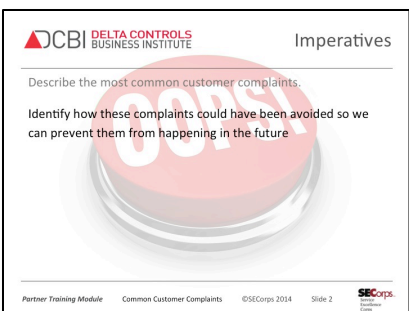 DCBI DELTA CONTROLS
BUSINESS INSTITUTE
Imperatives
Describe the most common customer complaints.
Identify how these complaints could have been avoided so we
can prevent them from happening in the future
OOPS!
Partner Training Module Common Customer Complaints ©SECorps 2014 Slide 2
SECorps.
Service
Excellence
Corps